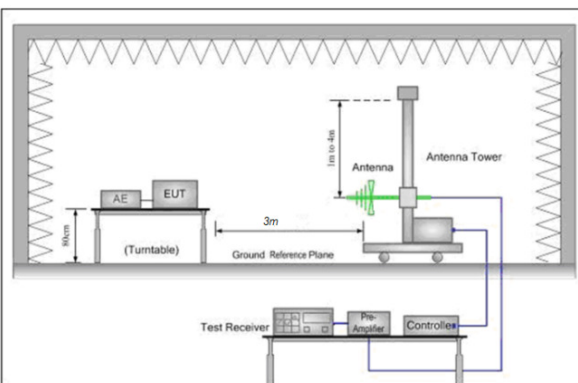 1m to 4m
Antenna
Antenna Tower
AE
EUT
80cm
(Turntable)
3m
Ground Reference Plane
Test Receiver
Pre-
Amplifier
Controller